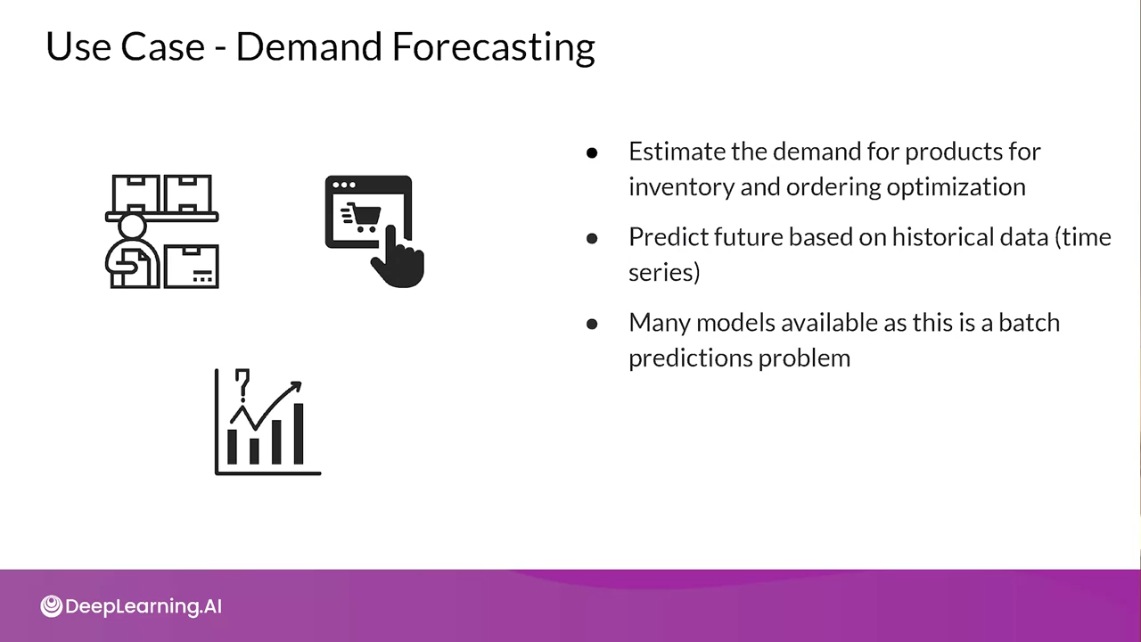 Use Case - Demand Forecasting
● Estimate the demand for products for
inventory and ordering optimization
● Predict future based on historical data (time
series)
● Many models available as this is a batch
predictions problem
?
DeepLearning.AI